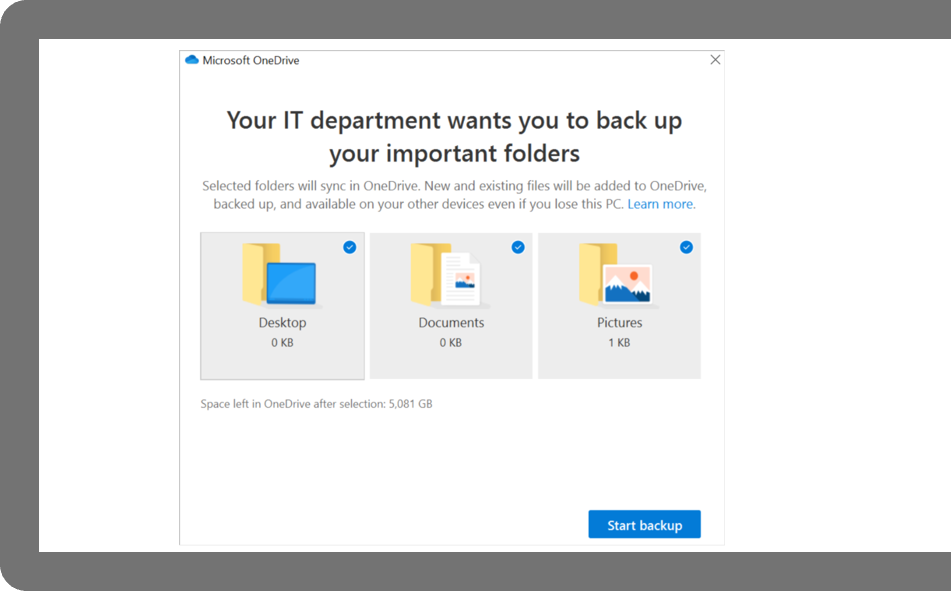 Microsoft OneDrive
Your IT department wants you to back up
your important folders
Selected folders will sync in OneDrive. New and existing files will be added to OneDrive,
backed up, and available on your other devices even if you lose this PC. Learn more.
Desktop
0 KB
Documents
0 KB
Pictures
1 KB
Space left in OneDrive after selection: 5,081 GB
Start backup